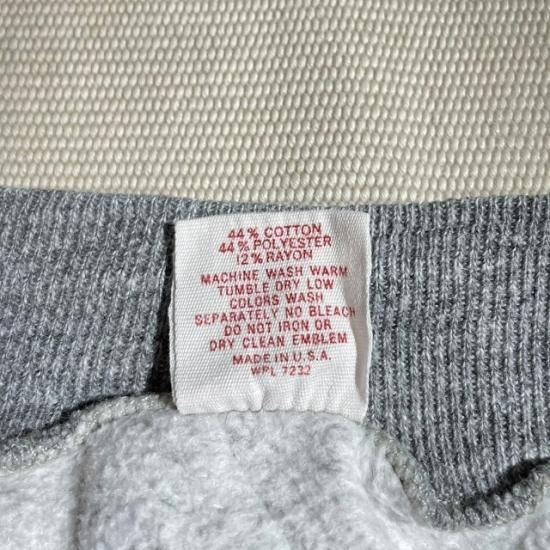 44% COTTON
44% POLYESTER
12% RAYON
MACHINE WASH WARM
TUMBLE DRY LOW
COLORS WASH
SEPARATELY NO BLEACH
DO NOT IRON OR
DRY CLEAN EMBLEM
MADE IN U.S.A.
WPL 7232